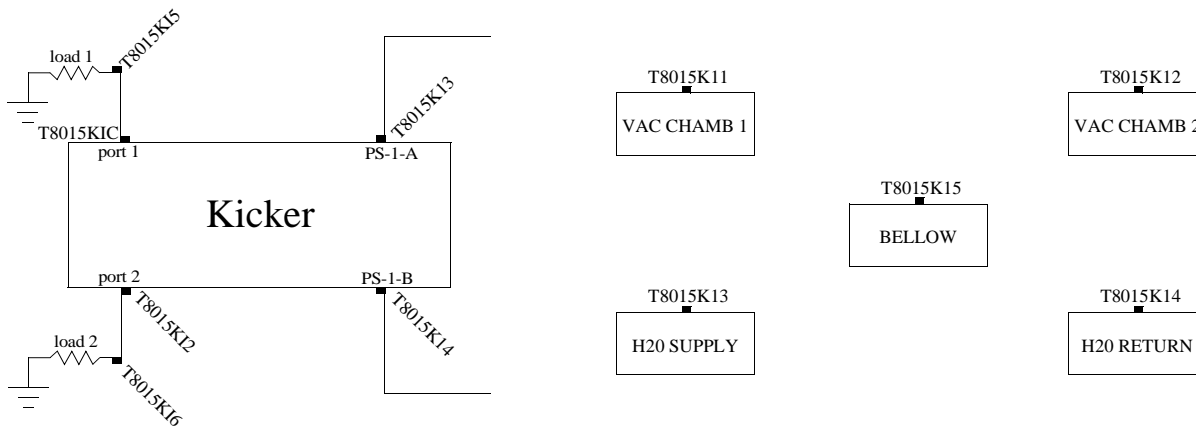 T8015KI5
load 1
T8015K13
T8015KIC
port 1
PS-1-A
Kicker
port 2
PS-1-B
T8015KI2
T8015K14
load 2
T8015KI6
T8015K11
VAC CHAMB 1
T8015K12
VAC CHAMB 2
T8015K15
BELLOW
T8015K13
H20 SUPPLY
T8015K14
H20 RETURN